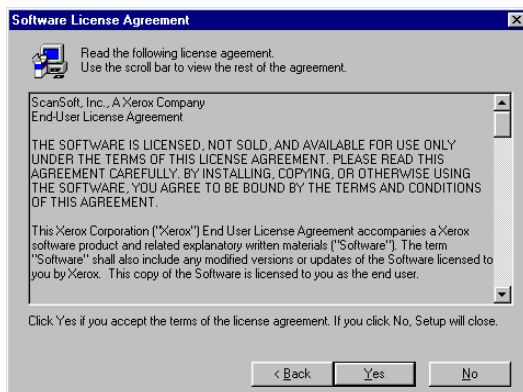 Software License Agreement
Read the following license ageement.
Use the scroll bar to view the rest of the agreement.
ScanSoft, Inc., A Xerox Company
End-User License Agreement
THE SOFTWARE IS LICENSED, NOT SOLD, AND AVAILABLE FOR USE ONLY
UNDER THE TERMS OF THIS LICENSE AGREEMENT. PLEASE READ THIS
AGREEMENT CAREFULLY. BY INSTALLING, COPYING, OR OTHERWISE USING
THE SOFTWARE, YOU AGREE TO BE BOUND BY THE TERMS AND CONDITIONS
OF THIS AGREEMENT.
This Xerox Corporation ("Xerox") End User License Agreement accompanies a Xerox
software product and related explanatory written materials ("Software"). The term
"Software" shall also include any modified versions or updates of the Software licensed to
you by Xerox. This copy of the Software is licensed to you as the end user.
Click Yes if you accept the terms of the license agreement. If you click No, Setup will close.
< Back
Yes
No